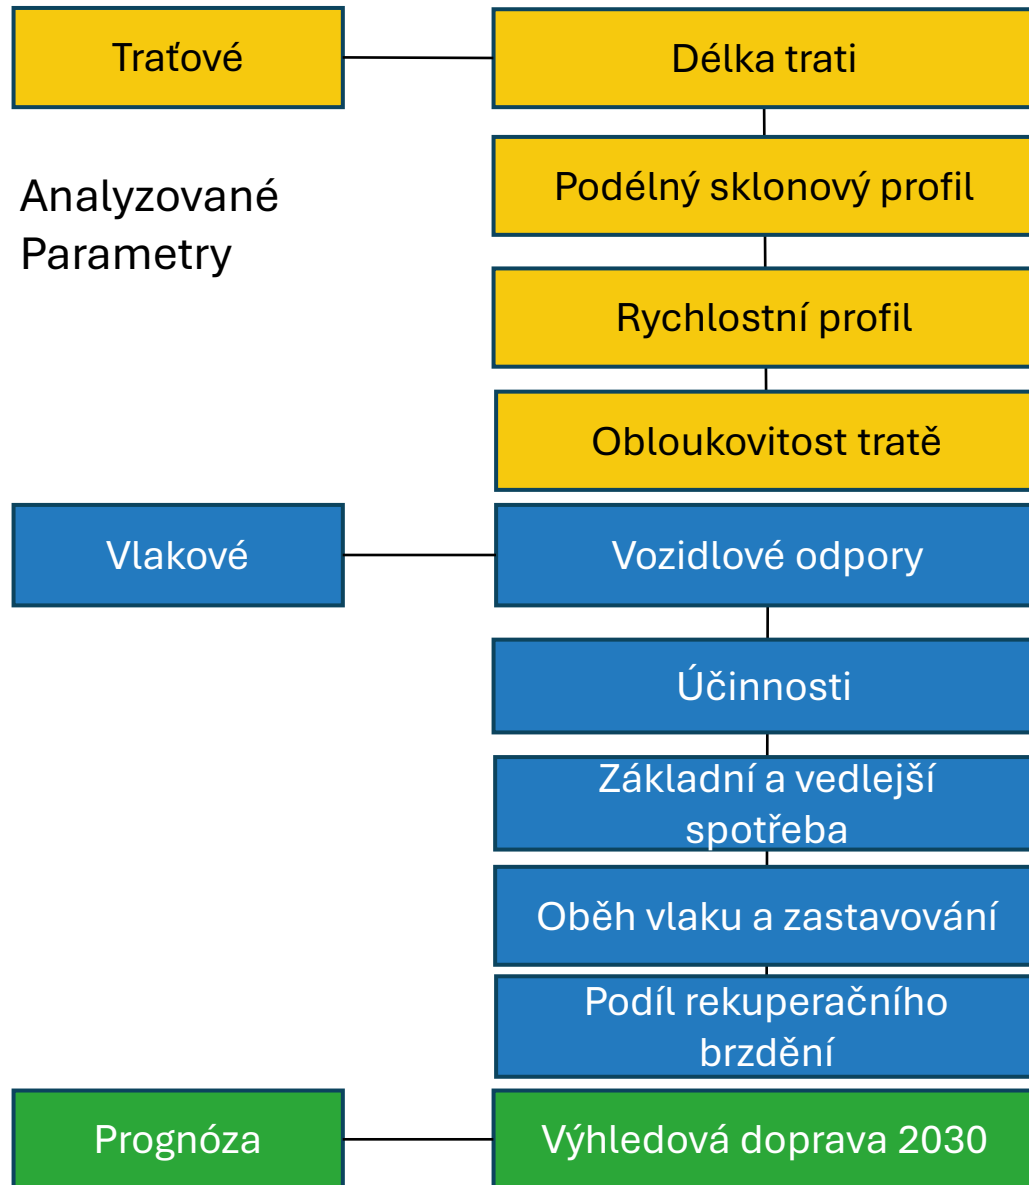 Traťové
Délka trati
Analyzované
Parametry
Podélný sklonový profil
Rychlostní profil
Obloukovitost tratě
Vlakové
Vozidlové odpory
Účinnosti
Základní a vedlejší
spotřeba
Oběh vlaku a zastavování
Podíl rekuperačního
brzdění
Prognóza
Výhledová doprava 2030